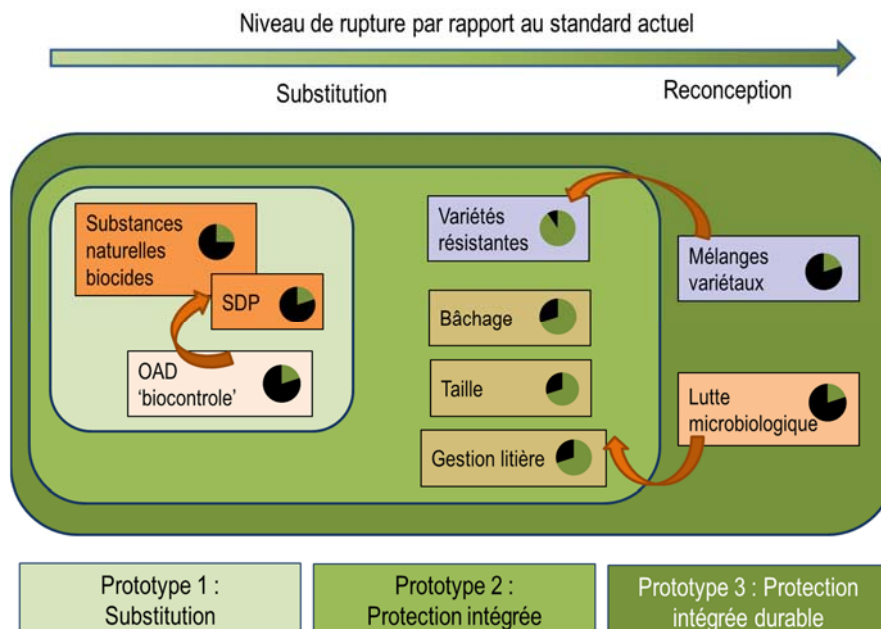 Niveau de rupture par rapport au standard actuel
Substitution
Reconception
Substances
naturelles
biocides
SDP
OAD
'biocontrole'
Variétés
résistantes
Bâchage
Taille
Gestion litière
Mélanges
variétaux
Lutte
microbiologique
Prototype 1 :
Substitution
Prototype 2 :
Protection intégrée
Prototype 3 : Protection
intégrée durable